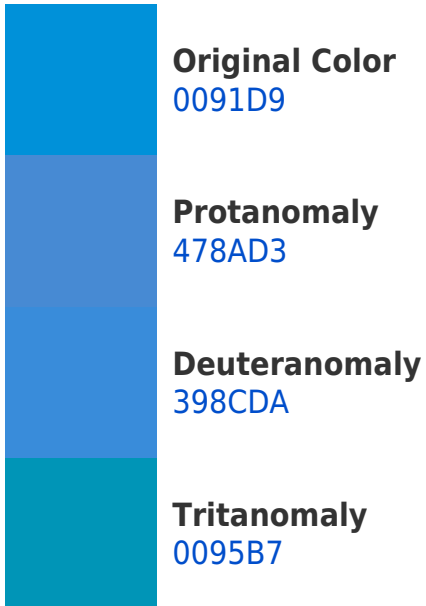 Original Color
0091D9
Protanomaly
478AD3
Deuteranomaly
398CDA
Tritanomaly
0095B7